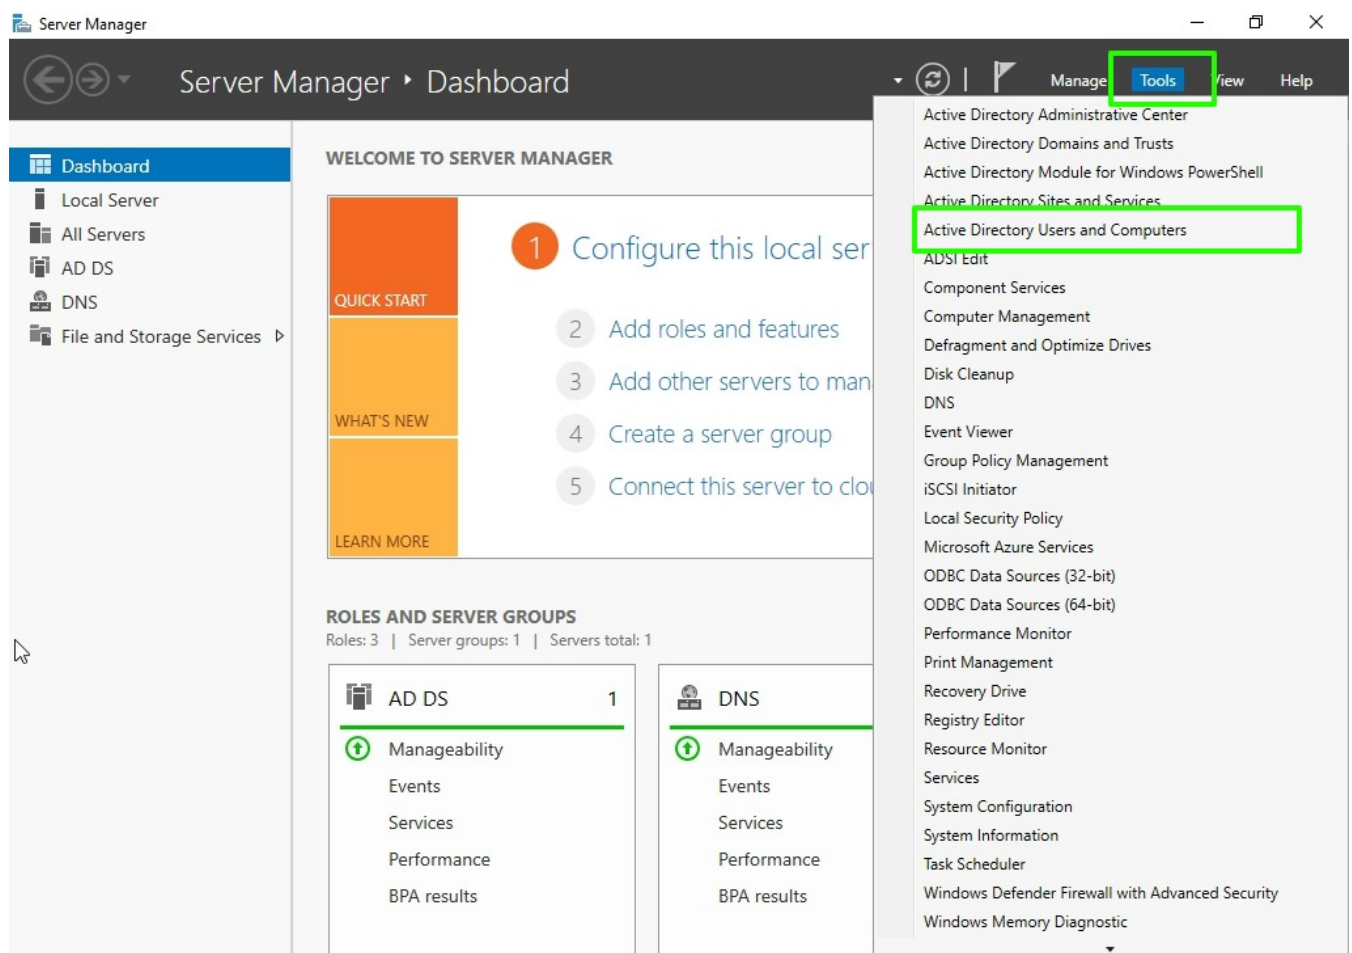 Server Manager
Server Manager ‣ Dashboard
Manage
Tools
View
Help
Dashboard
Local Server
All Servers
AD DS
DNS
File and Storage Services
WELCOME TO SERVER MANAGER
QUICK START
WHAT'S NEW
LEARN MORE
1 Configure this local ser
2 Add roles and features
3 Add other servers to man
4 Create a server group
5 Connect this server to clou
ROLES AND SERVER GROUPS
Roles: 3 | Server groups: 1 | Servers total: 1
AD DS 1
Manageability
Events
Services
Performance
BPA results
DNS
Manageability
Events
Services
Performance
BPA results
Active Directory Administrative Center
Active Directory Domains and Trusts
Active Directory Module for Windows PowerShell
Active Directory Sites and Services
Active Directory Users and Computers
ADSI Edit
Component Services
Computer Management
Defragment and Optimize Drives
Disk Cleanup
DNS
Event Viewer
Group Policy Management
iSCSI Initiator
Local Security Policy
Microsoft Azure Services
ODBC Data Sources (32-bit)
ODBC Data Sources (64-bit)
Performance Monitor
Print Management
Recovery Drive
Registry Editor
Resource Monitor
Services
System Configuration
System Information
Task Scheduler
Windows Defender Firewall with Advanced Security
Windows Memory Diagnostic